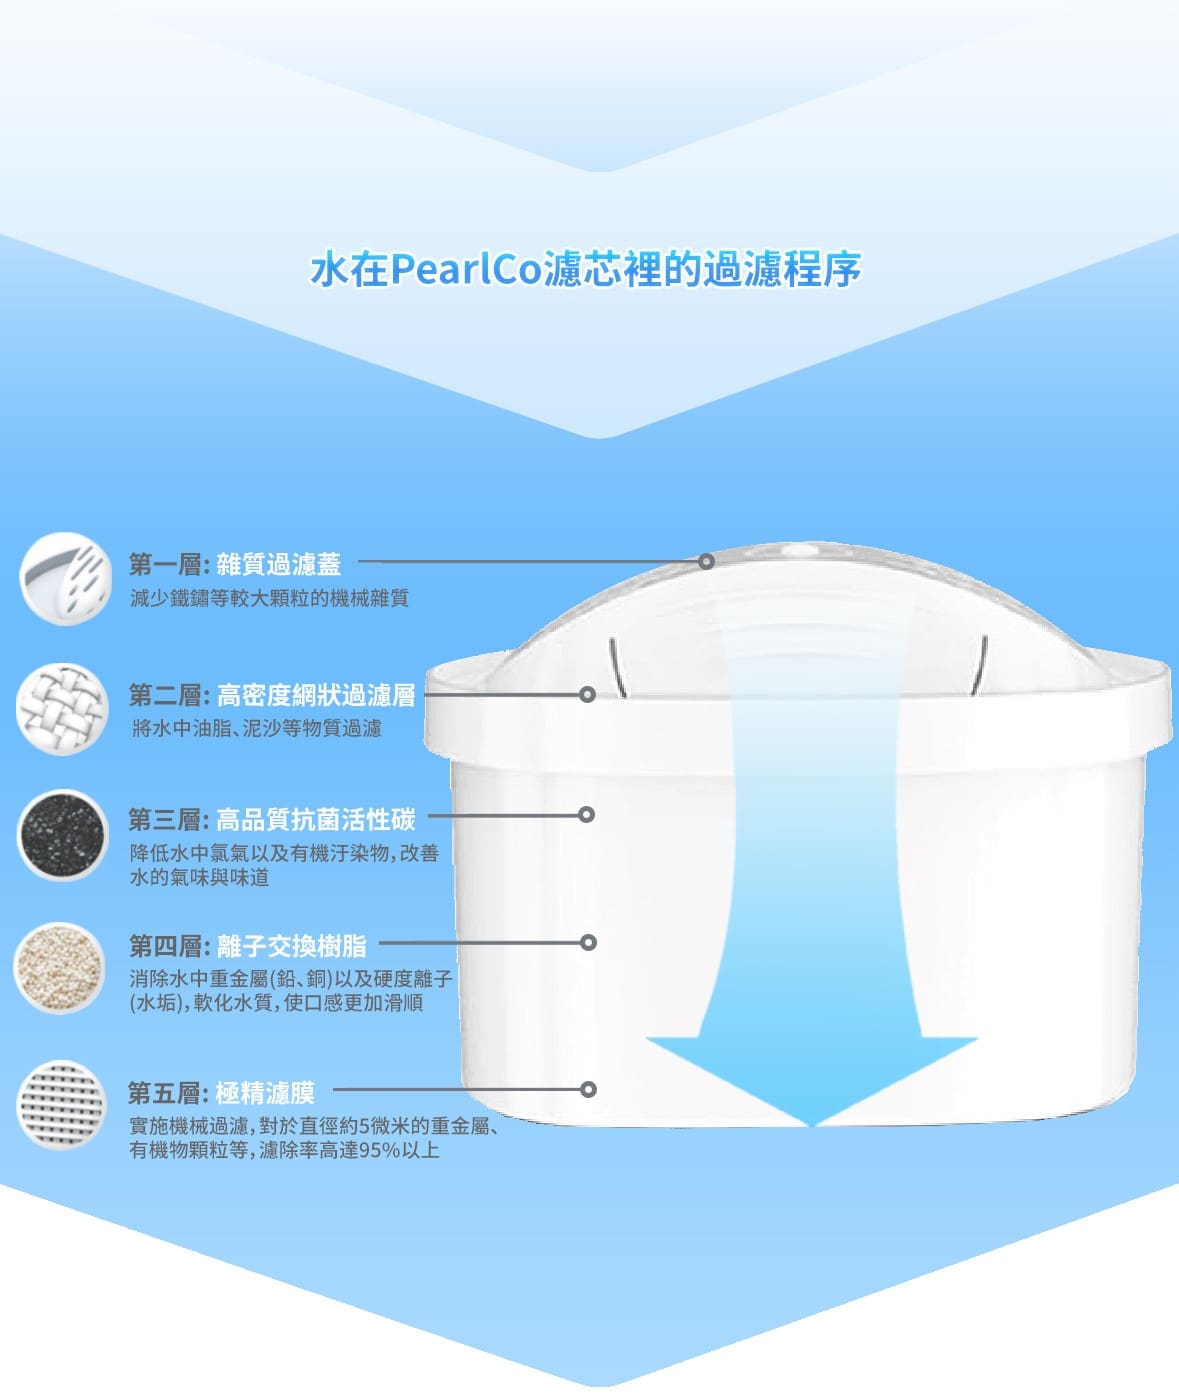 水在PearlCo濾芯裡的過濾程序
第一層: 雜質過濾蓋
減少鐵鏽等較大顆粒的機械雜質
第二層: 高密度網狀過濾層
將水中油脂、泥沙等物質過濾
第三層: 高品質抗菌活性碳
降低水中氯氣以及有機汙染物, 改善
水的氣味與味道
第四層: 離子交換樹脂
消除水中重金屬(鉛、銅)以及硬度離子
(水垢), 軟化水質, 使口感更加滑順
第五層: 極精濾膜
實施機械過濾, 對於直徑約5微米的重金屬、
有機物顆粒等, 濾除率高達95%以上